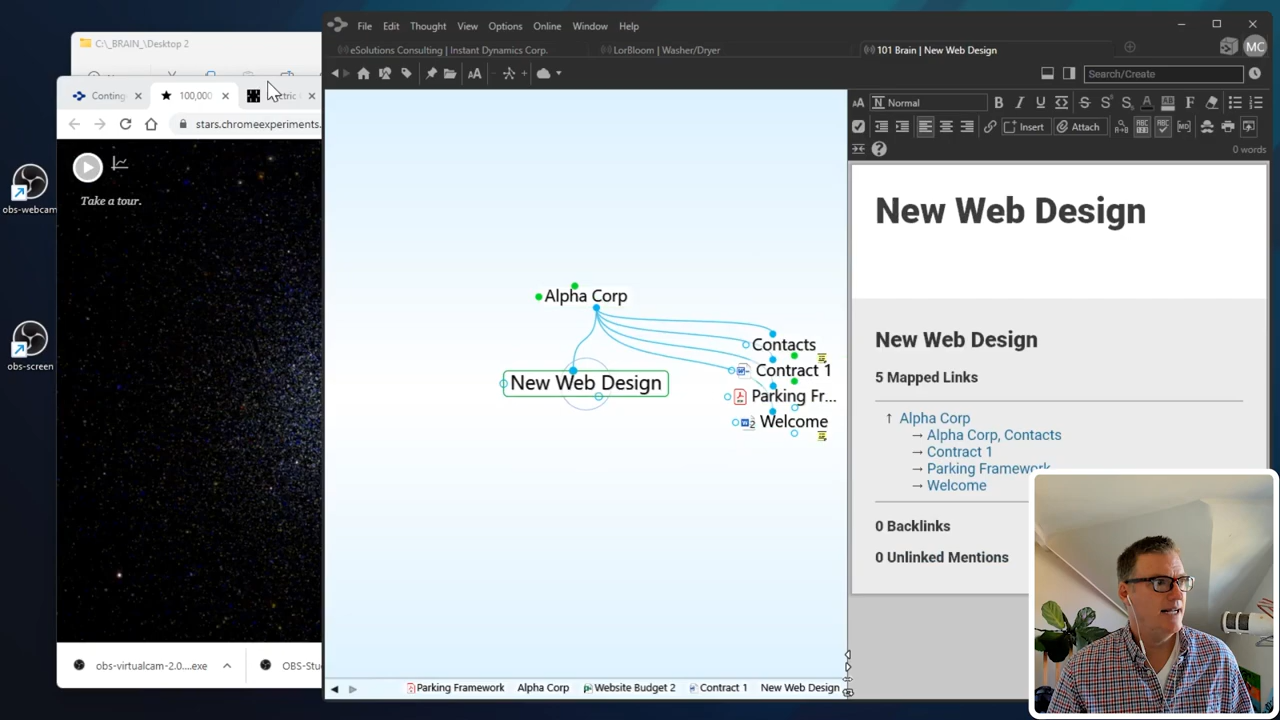 C:\_BRAIN_\Desktop 2
Conting
100,000
ctric
stars.chromeexperiments.
Take a tour.
obs-webcam
obs-screen
obs-virtualcam-2.0....exe
OBS-Stu
File Edit Thought View Options Online Window Help
eSolutions Consulting | Instant Dynamics Corp.
LorBloom | Washer/Dryer
101 Brain | New Web Design
MC
Search/Create
Alpha Corp
New Web Design
Contacts
Contract 1
Parking Fr...
Welcome
Parking Framework Alpha Corp Website Budget 2 Contract 1 New Web Design
Normal
Insert
Attach
0 words
New Web Design
New Web Design
5 Mapped Links
↑ Alpha Corp
→ Alpha Corp, Contacts
→ Contract 1
→ Parking Framework
→ Welcome
0 Backlinks
0 Unlinked Mentions